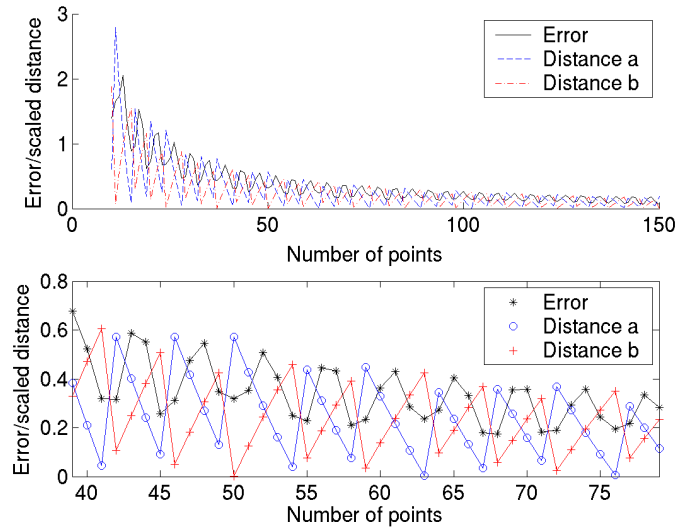 3
2
1
0
0
50
100
150
Error/scaled distance
Number of points
Error
Distance a
Distance b
0.8
0.6
0.4
0.2
0
40
45
50
55
60
65
70
75
Error/scaled distance
Number of points
Error
Distance a
Distance b